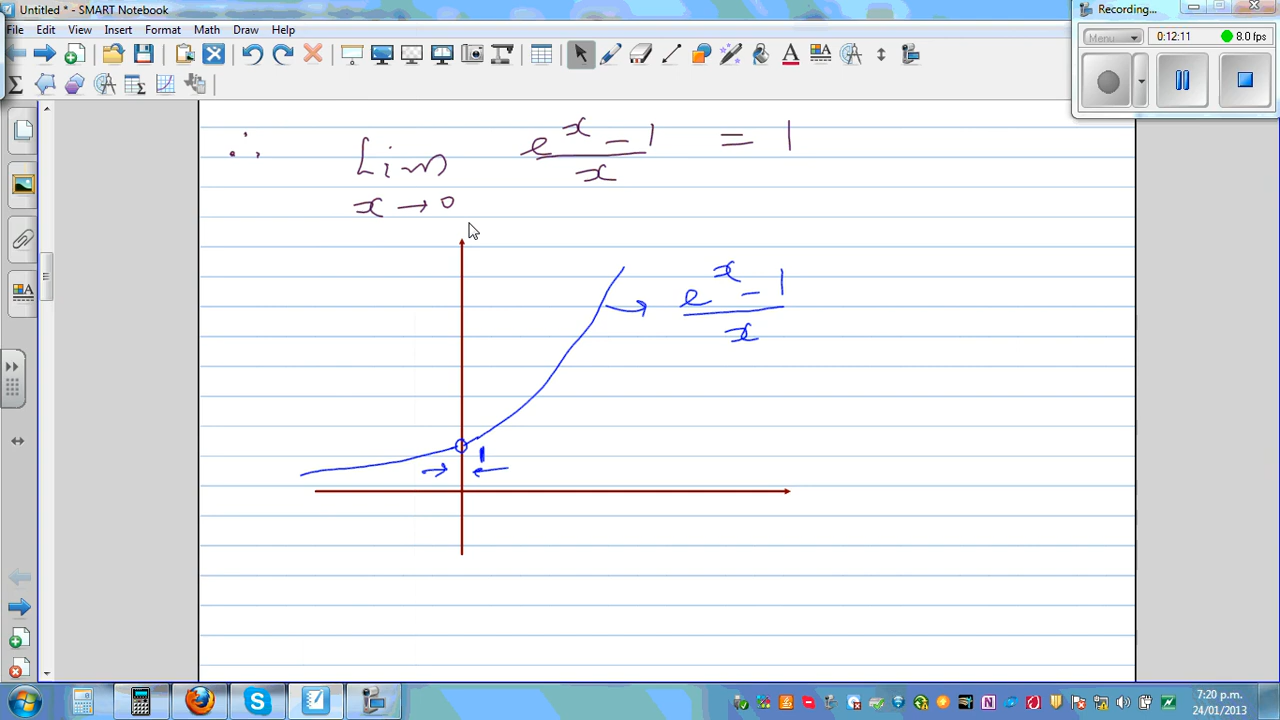 Untitled * - SMART Notebook
File Edit View Insert Format Math Draw Help
Recording...
Menu 0:12:11 8.0 fps
∴ Lim e^x - 1 = 1
x → 0 x
e^x - 1
x
1
7:20 p.m.
24/01/2013